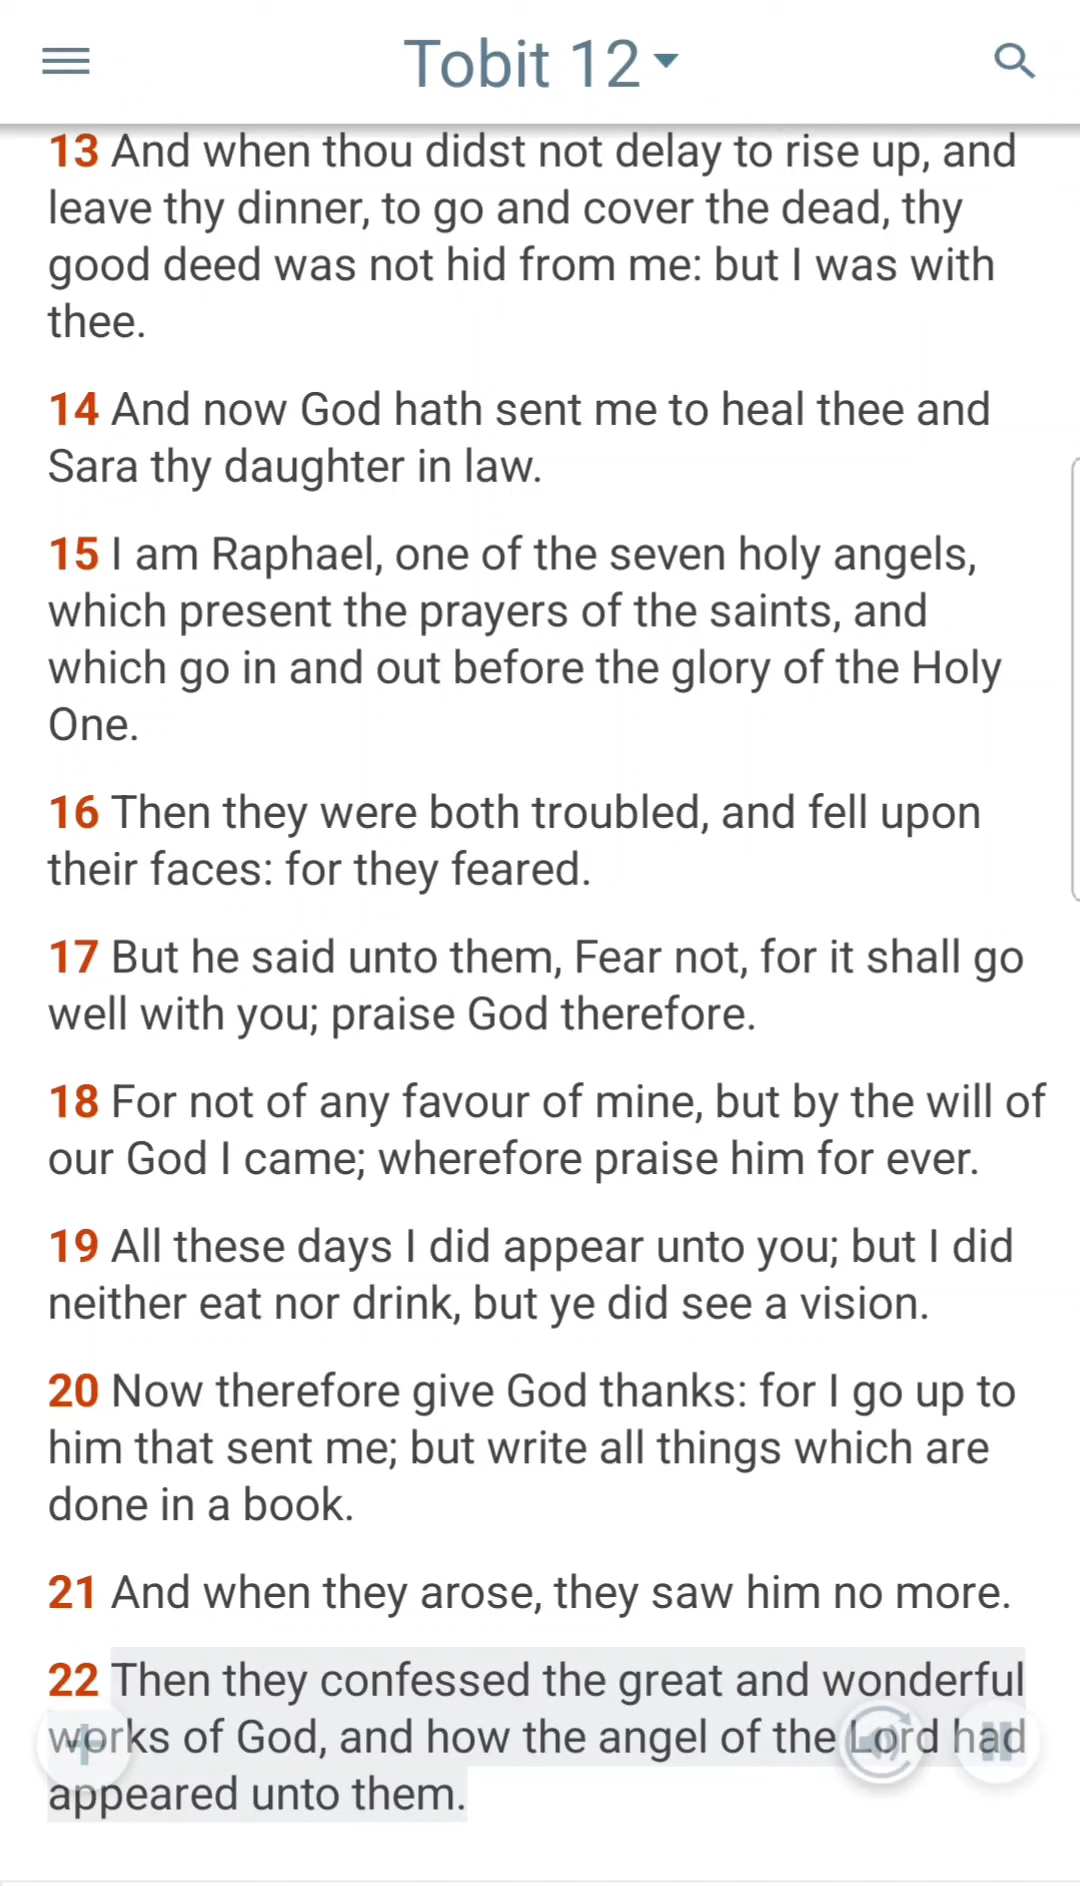 Tobit 12
13 And when thou didst not delay to rise up, and
leave thy dinner, to go and cover the dead, thy
good deed was not hid from me: but I was with
thee.
14 And now God hath sent me to heal thee and
Sara thy daughter in law.
15 I am Raphael, one of the seven holy angels,
which present the prayers of the saints, and
which go in and out before the glory of the Holy
One.
16 Then they were both troubled, and fell upon
their faces: for they feared.
17 But he said unto them, Fear not, for it shall go
well with you; praise God therefore.
18 For not of any favour of mine, but by the will of
our God I came; wherefore praise him for ever.
19 All these days I did appear unto you; but I did
neither eat nor drink, but ye did see a vision.
20 Now therefore give God thanks: for I go up to
him that sent me; but write all things which are
done in a book.
21 And when they arose, they saw him no more.
22 Then they confessed the great and wonderful
works of God, and how the angel of the Lord had
appeared unto them.